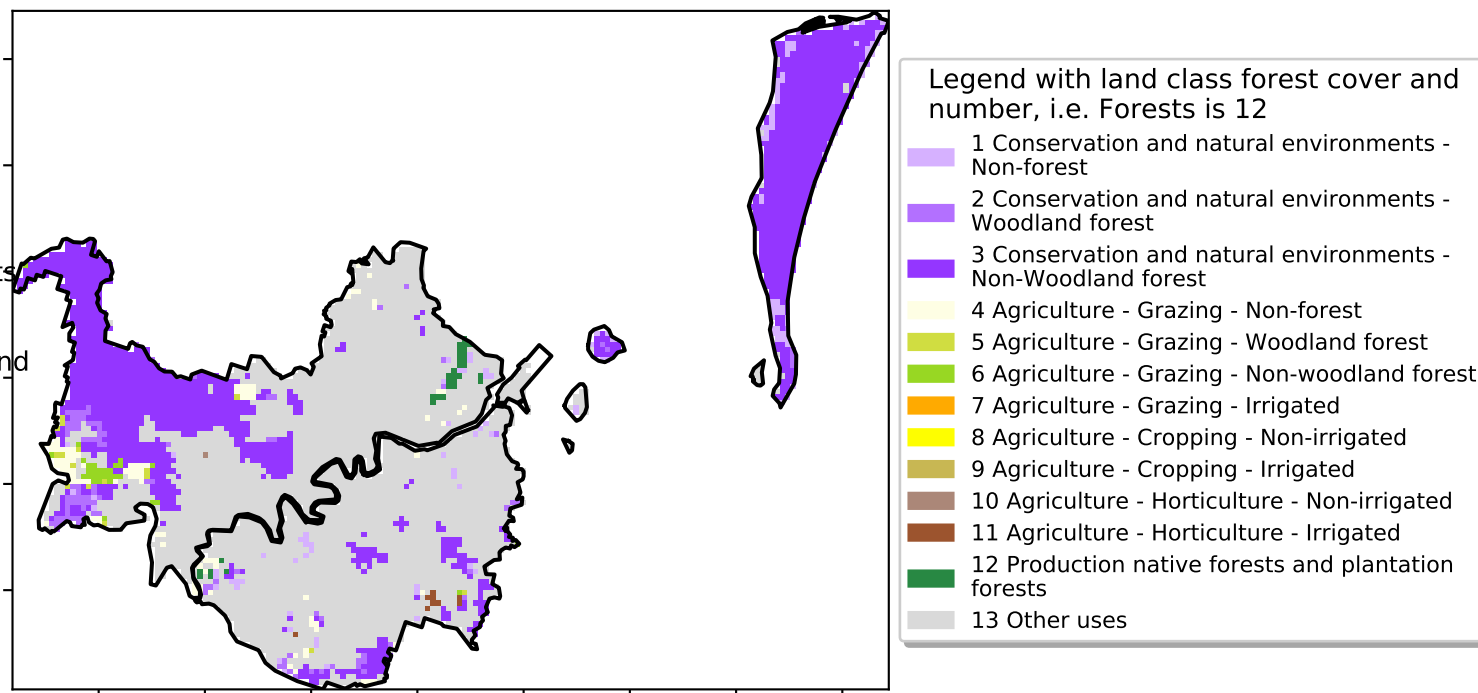 Legend with land class forest cover and
number, i.e. Forests is 12
1 Conservation and natural environments -
Non-forest
2 Conservation and natural environments -
Woodland forest
3 Conservation and natural environments -
Non-Woodland forest
4 Agriculture - Grazing - Non-forest
5 Agriculture - Grazing - Woodland forest
6 Agriculture - Grazing - Non-woodland forest
7 Agriculture - Grazing - Irrigated
8 Agriculture - Cropping - Non-irrigated
9 Agriculture - Cropping - Irrigated
10 Agriculture - Horticulture - Non-irrigated
11 Agriculture - Horticulture - Irrigated
12 Production native forests and plantation
forests
13 Other uses